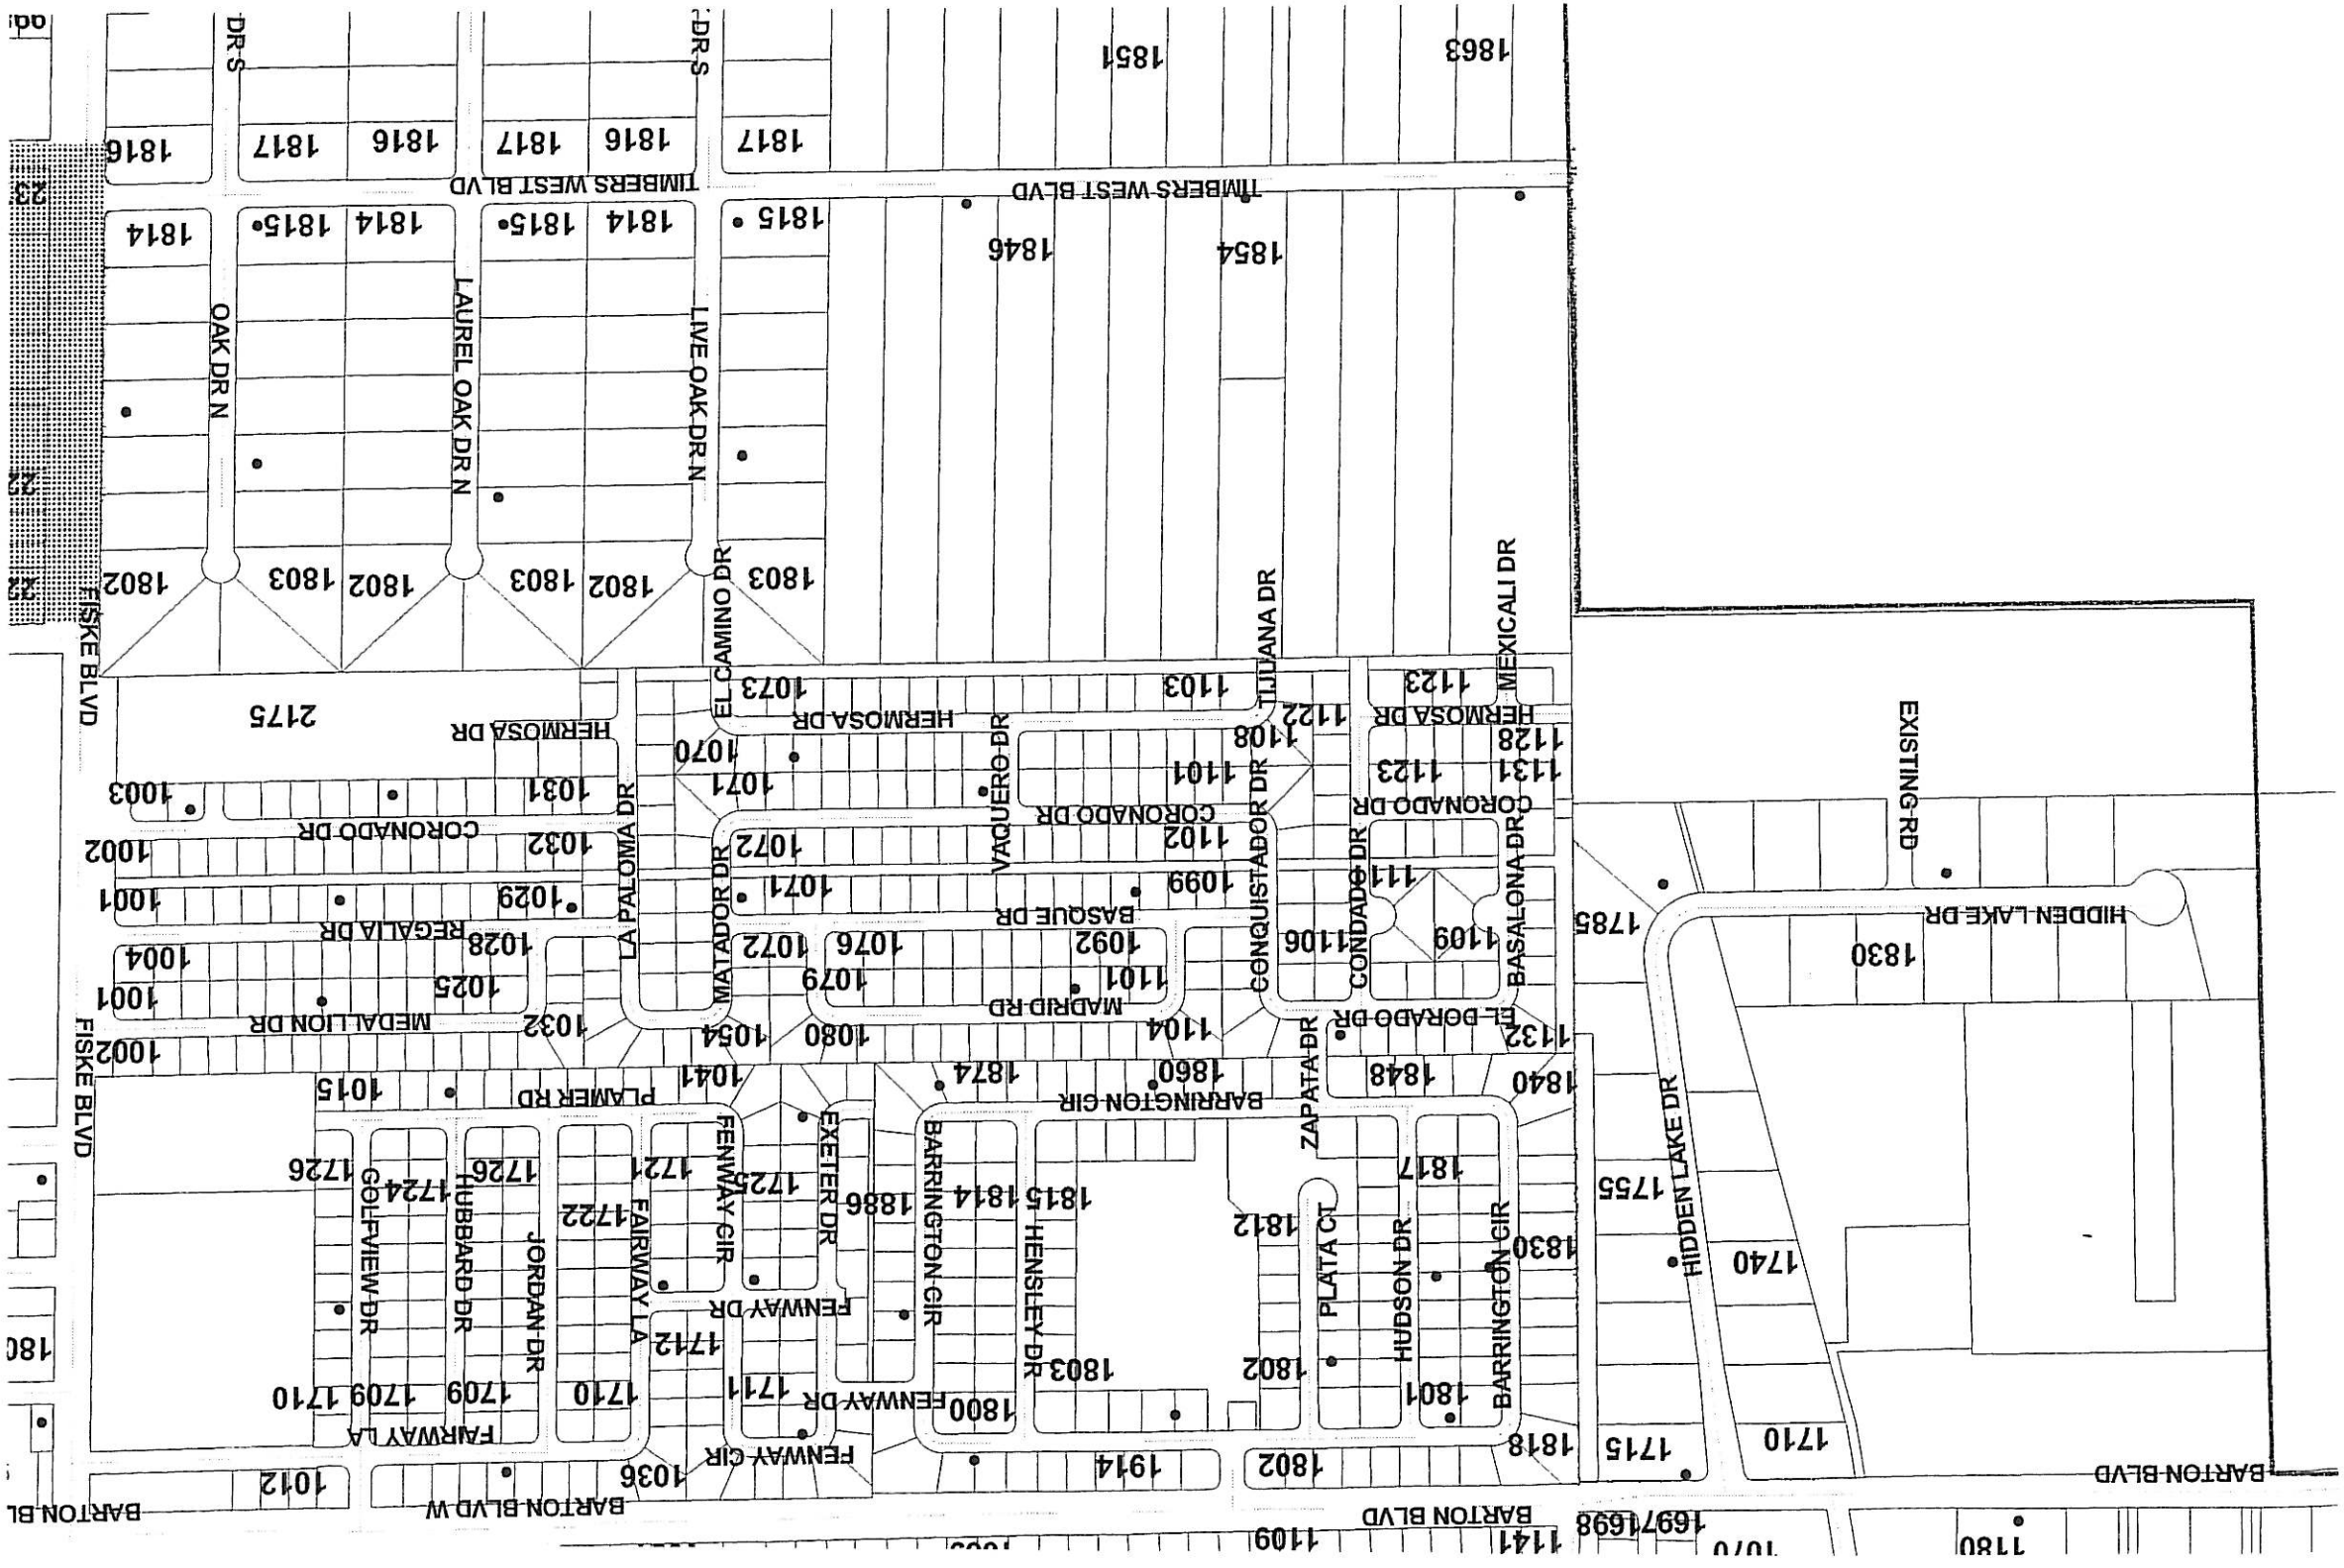 DR S
DR S
1851
1863
1816
1817
1816
1817
1816
1817
TIMBERS WEST BLVD
TIMBERS WEST BLVD
1814
1815
1814
1815
1814
1815
1846
1854
OAK DR N
LAUREL OAK DR N
LIVE OAK DR N
1802
1803
1802
1803
1802
1803
FISKE BLVD
EL CAMINO DR
TIJUANA DR
MEXICALI DR
2175
1073
1103
1123
HERMOSA DR
HERMOSA DR
1122
HERMOSA DR
EXISTING RD
1070
VAQUERO DR
1108
1128
1003
1031
1071
1101
1123
1131
CORONADO DR
LA PALOMA DR
CORONADO DR
CONQUISTADOR DR
CORONADO DR
1002
1032
1072
1102
CONDADO DR
1001
1029
MATADOR DR
1071
1099
BASALONA DR
REGALIA DR
1028
BASQUE DR
1785
HIDDEN LAKE DR
1004
1072
1076
1092
1106
1109
1830
1001
1025
1079
1101
MEDALLION DR
1032
MADRID RD
EL DORADO DR
1002
1054
1080
1104
1132
FISKE BLVD
1015
PLAMER RD
1041
1874
1860
ZAPATA DR
1848
1840
BARRINGTON CIR
HIDDEN LAKE DR
1726
GOLFVIEW DR
1724
HUBBARD DR
1726
1721
FENWAY CIR
1725
EXETER DR
1886
BARRINGTON CIR
1814
1815
1817
1755
JORDAN DR
1722
FAIRWAY LA
HENSLEY DR
1812
PLATA CT
HUDSON DR
BARRINGTON CIR
1830
1740
FENWAY DR
1712
1710
1709
1709
1710
1711
FENWAY DR
1800
1803
1802
1801
FAIRWAY LA
FENWAY CIR
1818
1715
1710
1012
1036
1914
1802
BARTON BLVD
BARTON BL
BARTON BLVD W
BARTON BLVD
1109
1141
1698
1697
1070
1180